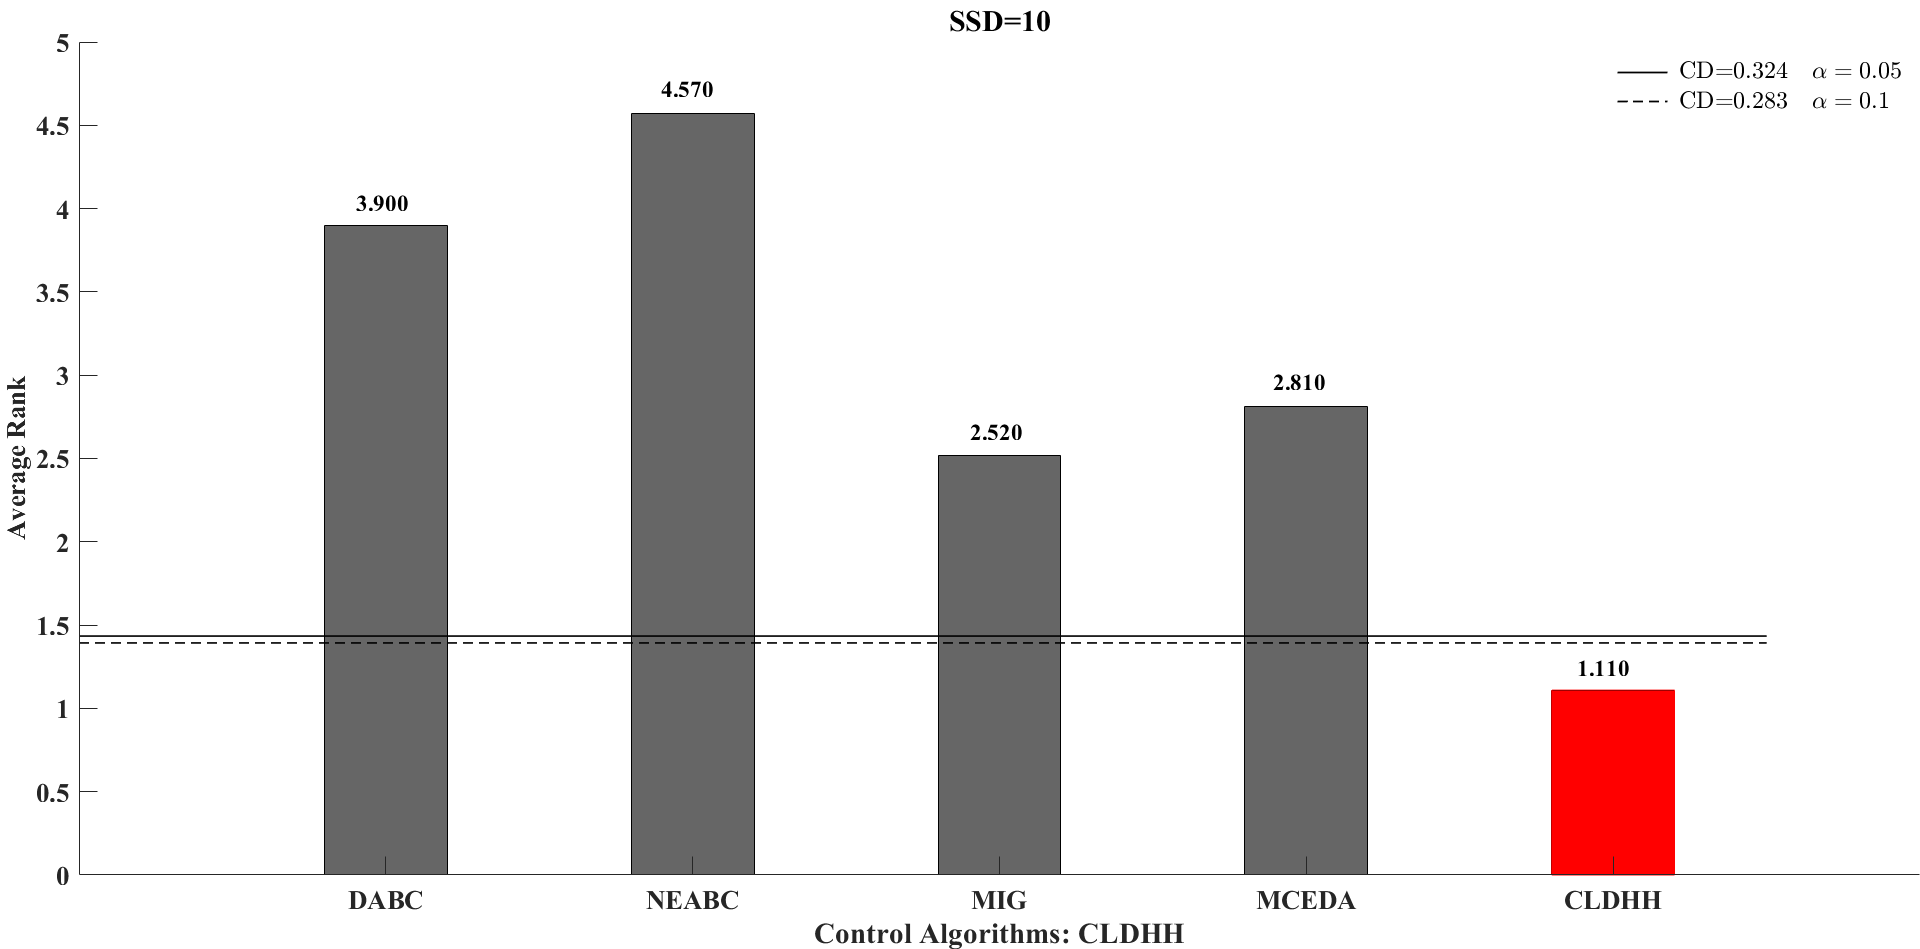 SSD=10
CD=0.324 α = 0.05
CD=0.283 α = 0.1
Average Rank
5
4.5
4
3.5
3
2.5
2
1.5
1
0.5
0
3.900
4.570
2.520
2.810
1.110
DABC NEABC MIG MCEDA CLDHH
Control Algorithms: CLDHH